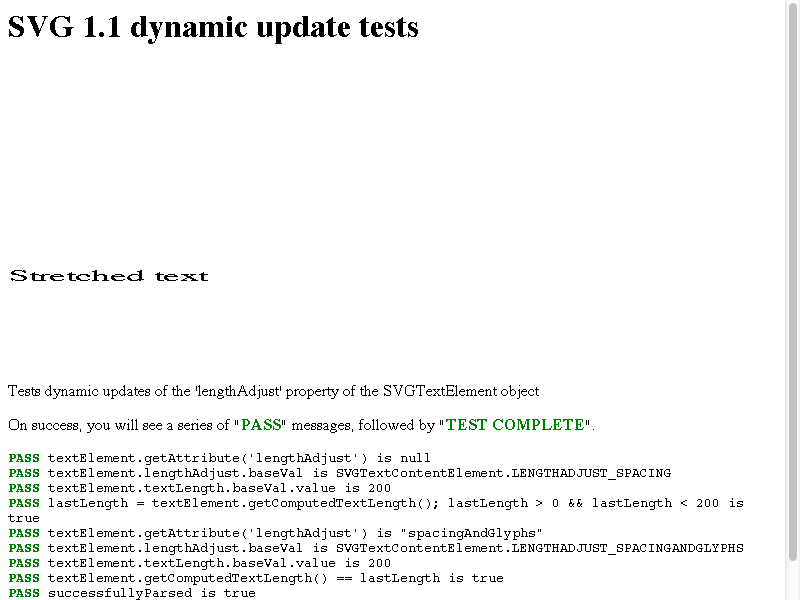 SVG 1.1 dynamic update tests
Stretched text
Tests dynamic updates of the 'lengthAdjust' property of the SVGTextElement object
On success, you will see a series of "PASS" messages, followed by "TEST COMPLETE".
PASS textElement.getAttribute('lengthAdjust') is null
PASS textElement.lengthAdjust.baseVal is SVGTextContentElement.LENGTHADJUST_SPACING
PASS textElement.textLength.baseVal.value is 200
PASS lastLength = textElement.getComputedTextLength(); lastLength > 0 && lastLength < 200 is
true
PASS textElement.getAttribute('lengthAdjust') is "spacingAndGlyphs"
PASS textElement.lengthAdjust.baseVal is SVGTextContentElement.LENGTHADJUST_SPACINGANDGLYPHS
PASS textElement.textLength.baseVal.value is 200
PASS textElement.getComputedTextLength() == lastLength is true
PASS successfullyParsed is true